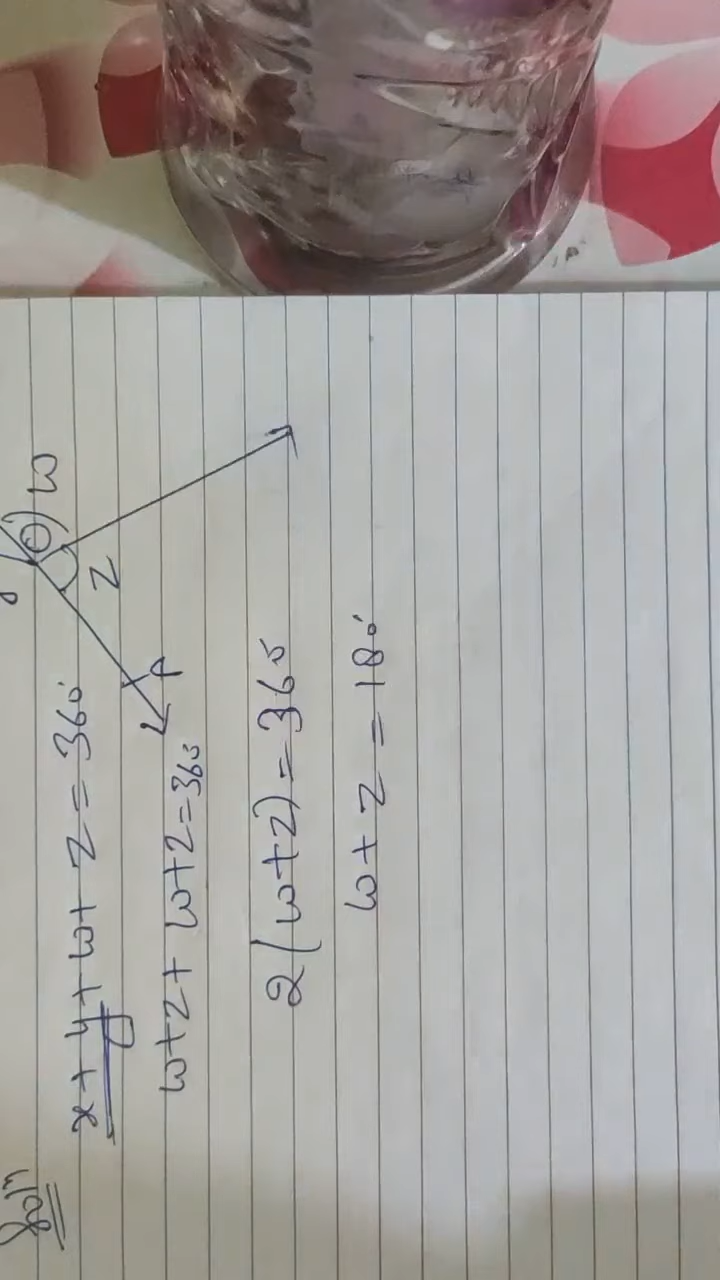 O w
z
A
Soln
x + y + w + z = 360°
w+z + w+z = 360
2(w+z) = 360
w + z = 180